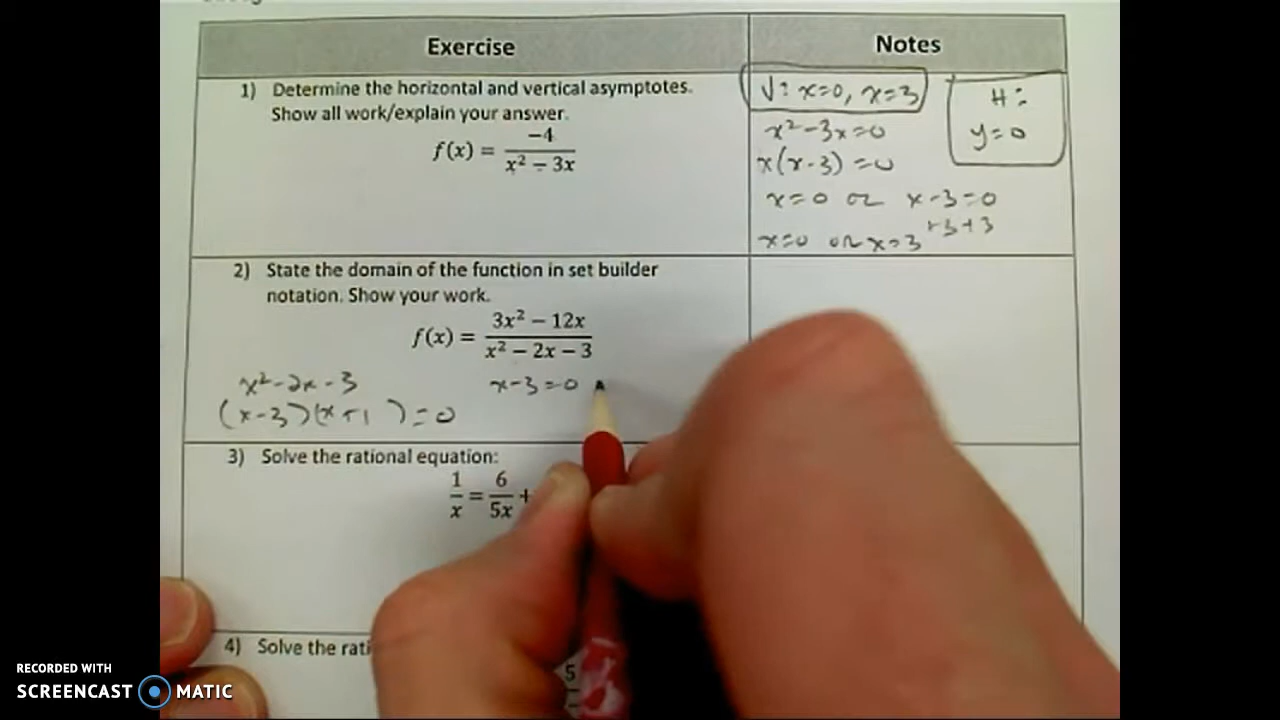 Exercise
Notes
1) Determine the horizontal and vertical asymptotes.
Show all work/explain your answer.
f(x) = -4 / x² - 3x
V: x=0, x=3
H:
y=0
x²-3x=0
x(x-3)=0
x=0 or x-3=0
+3 +3
x=0 or x=3
2) State the domain of the function in set builder
notation. Show your work.
f(x) = 3x² - 12x / x² - 2x - 3
x²-2x-3
(x-3)(x+1)=0
x-3=0
3) Solve the rational equation:
1/x = 6/5x +
4) Solve the rati
5
RECORDED WITH
SCREENCAST MATIC